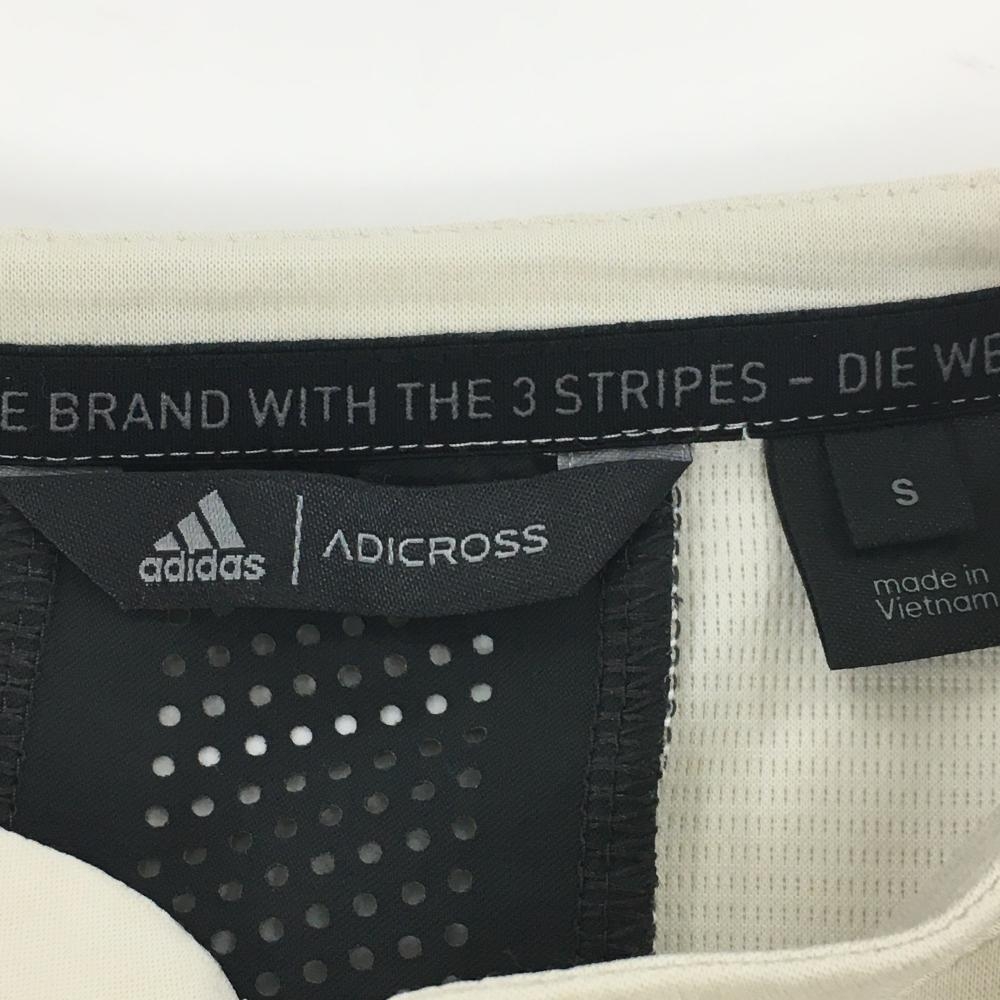 E BRAND WITH THE 3 STRIPES – DIE WE
adidas | ADICROSS
S
made in
Vietnam